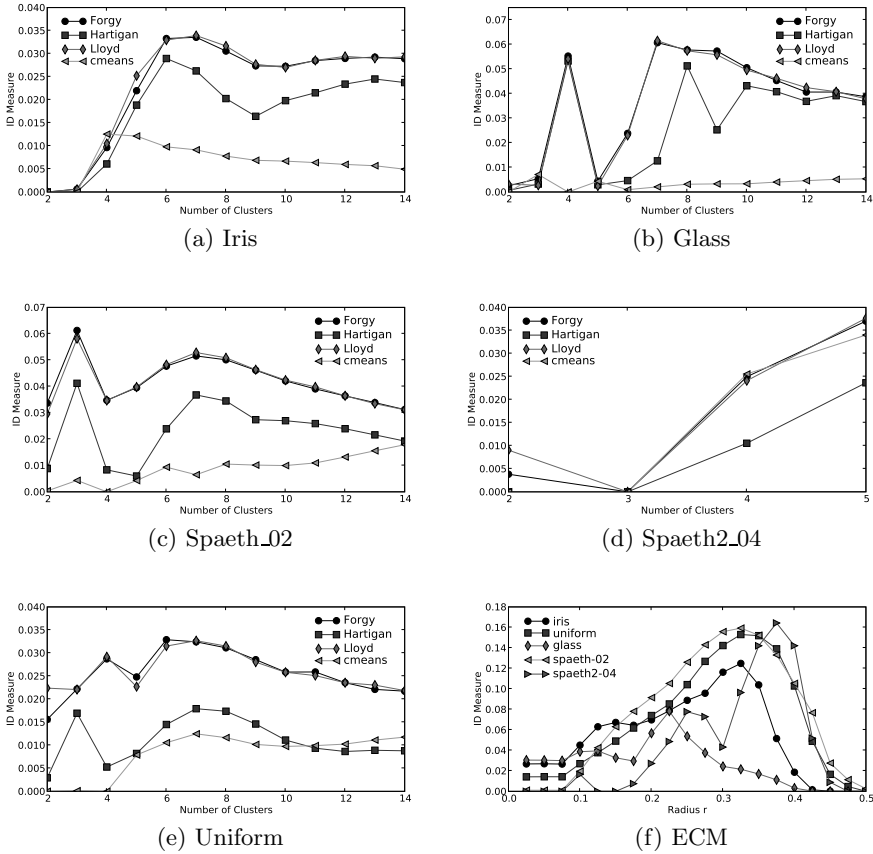 0.040
0.035
0.030
0.025
0.020
0.015
0.010
0.005
0.000
ID Measure
Forgy
Hartigan
Lloyd
cmeans
2 4 6 8 10 12 14
Number of Clusters
(a) Iris
0.07
0.06
0.05
0.04
0.03
0.02
0.01
0.00
ID Measure
Forgy
Hartigan
Lloyd
cmeans
2 4 6 8 10 12 14
Number of Clusters
(b) Glass
0.07
0.06
0.05
0.04
0.03
0.02
0.01
0.00
ID Measure
Forgy
Hartigan
Lloyd
cmeans
2 4 6 8 10 12 14
Number of Clusters
(c) Spaeth_02
0.040
0.035
0.030
0.025
0.020
0.015
0.010
0.005
0.000
ID Measure
Forgy
Hartigan
Lloyd
cmeans
2 3 4 5
Number of Clusters
(d) Spaeth2_04
0.040
0.035
0.030
0.025
0.020
0.015
0.010
0.005
0.000
ID Measure
Forgy
Hartigan
Lloyd
cmeans
2 4 6 8 10 12 14
Number of Clusters
(e) Uniform
0.18
0.16
0.14
0.12
0.10
0.08
0.06
0.04
0.02
0.00
ID Measure
iris
uniform
glass
spaeth-02
spaeth2-04
0.0 0.1 0.2 0.3 0.4 0.5
Radius r
(f) ECM